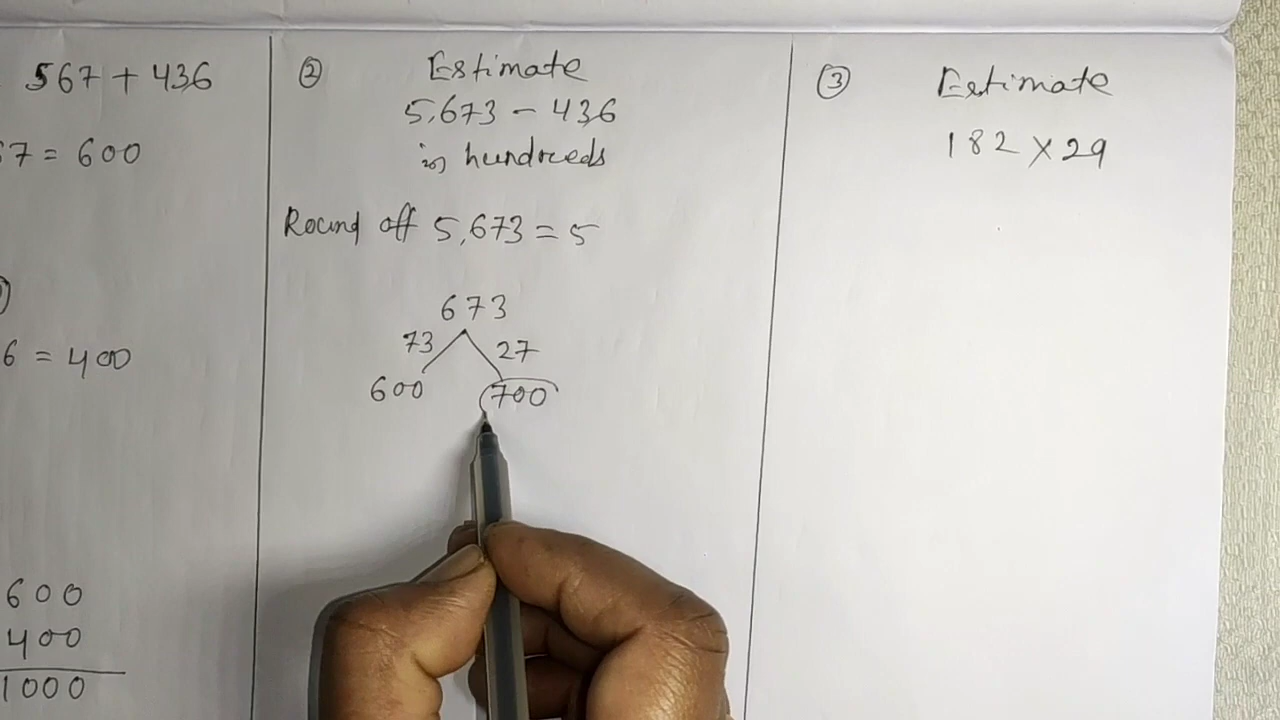 567 + 436
7 = 600
6 = 400
600
400
1000
②
Estimate
5,673 - 436
in hundreds
Round off 5,673 = 5
673
73 27
600 700
③
Estimate
182 × 29